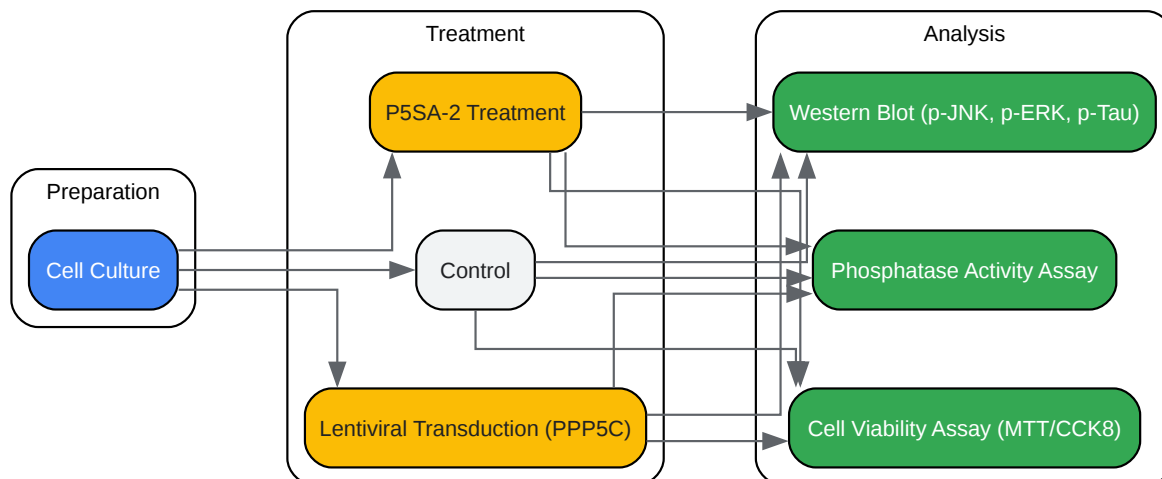 Treatment
Analysis
P5SA-2 Treatment
Western Blot (p-JNK, p-ERK, p-Tau)
Preparation
Cell Culture
Control
Phosphatase Activity Assay
Lentiviral Transduction (PPP5C)
Cell Viability Assay (MTT/CCK8)